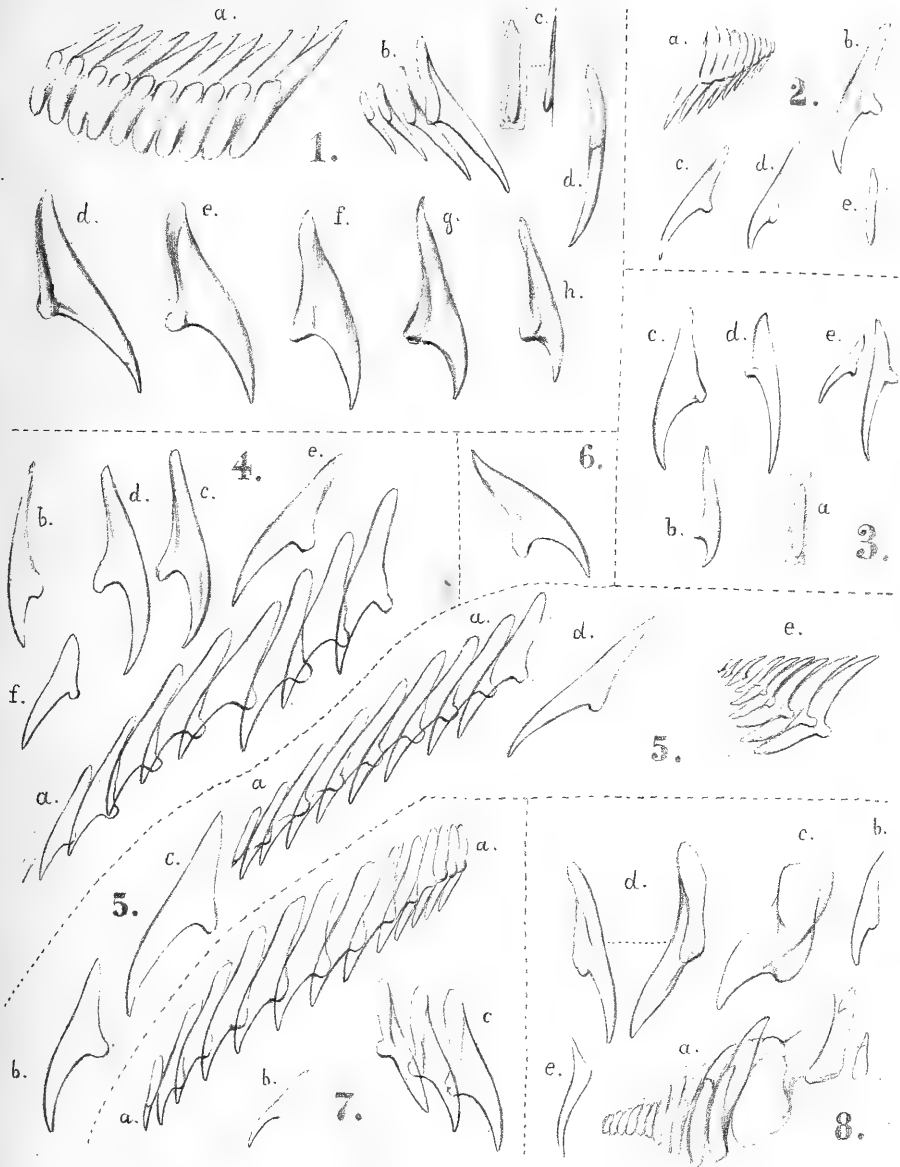 a.
b.
c.
d.
1.
d.
e.
f.
g.
h.
a.
b.
2.
c.
d.
e.
c.
d.
e.
b.
a
3.
4.
b.
d.
c.
e.
f.
a.
6.
a.
d.
e.
5.
a
c.
5.
b.
a.
a.
b.
c
7.
d.
c.
b.
a.
e.
8.